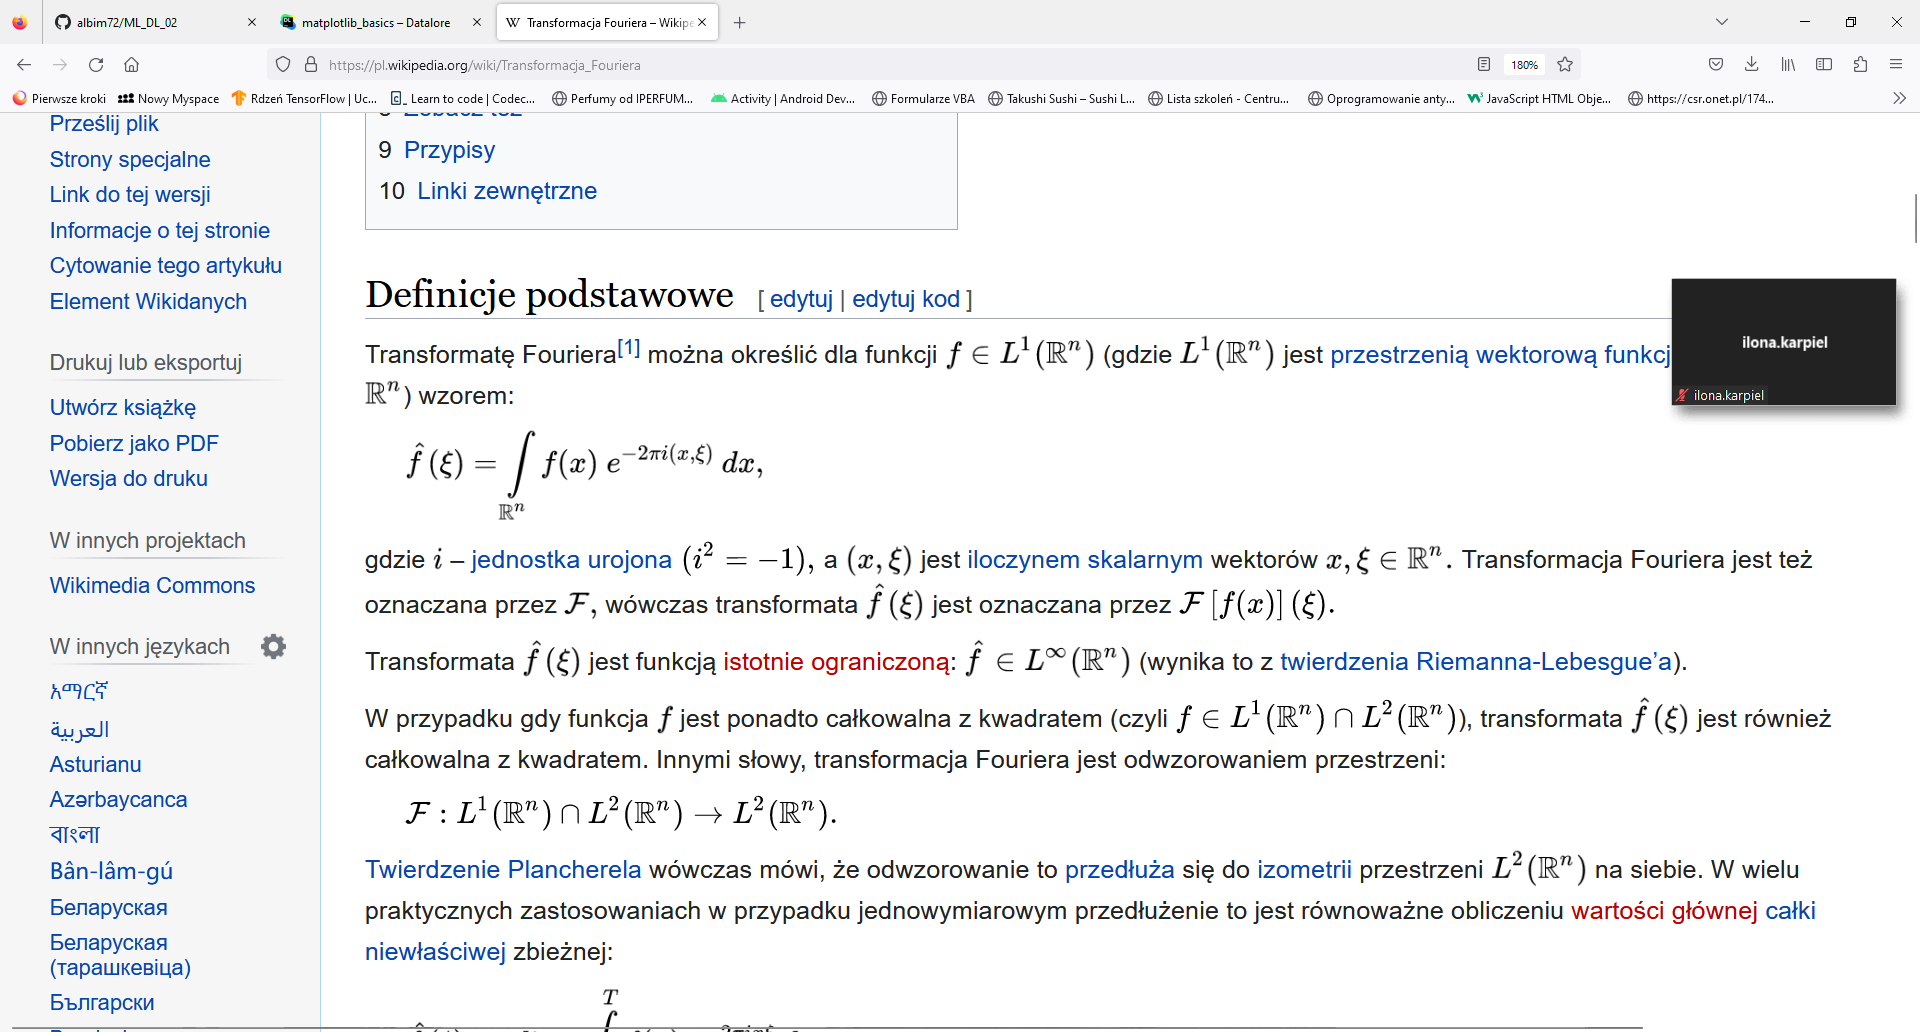 albim72/ML_DL_02
matplotlib_basics – Datalore
Transformacja Fouriera – Wikipe
https://pl.wikipedia.org/wiki/Transformacja_Fouriera
180%
Pierwsze kroki
Nowy Myspace
Rdzeń TensorFlow | Uc...
Learn to code | Codec...
Perfumy od IPERFUM...
Activity | Android Dev...
Formularze VBA
Takushi Sushi – Sushi L...
Lista szkoleń - Centru...
Oprogramowanie anty...
JavaScript HTML Obje...
https://csr.onet.pl/174...
Prześlij plik
Strony specjalne
Link do tej wersji
Informacje o tej stronie
Cytowanie tego artykułu
Element Wikidanych
Drukuj lub eksportuj
Utwórz książkę
Pobierz jako PDF
Wersja do druku
W innych projektach
Wikimedia Commons
W innych językach
አማርኛ
العربية
Asturianu
Azərbaycanca
বাংলা
Bân-lâm-gú
Беларуская
Беларуская
(тарашкевіца)
Български
9 Przypisy
10 Linki zewnętrzne
Definicje podstawowe [ edytuj | edytuj kod ]
Transformatę Fouriera[1] można określić dla funkcji f ∈ L¹(ℝⁿ) (gdzie L¹(ℝⁿ) jest przestrzenią wektorową funkcj
ℝⁿ) wzorem:
f̂(ξ) = ∫_{ℝⁿ} f(x) e^{−2πi(x,ξ)} dx,
gdzie i – jednostka urojona (i² = −1), a (x, ξ) jest iloczynem skalarnym wektorów x, ξ ∈ ℝⁿ. Transformacja Fouriera jest też
oznaczana przez ℱ, wówczas transformata f̂(ξ) jest oznaczana przez ℱ[f(x)](ξ).
Transformata f̂(ξ) jest funkcją istotnie ograniczoną: f̂ ∈ L^∞(ℝⁿ) (wynika to z twierdzenia Riemanna-Lebesgue’a).
W przypadku gdy funkcja f jest ponadto całkowalna z kwadratem (czyli f ∈ L¹(ℝⁿ) ∩ L²(ℝⁿ)), transformata f̂(ξ) jest również
całkowalna z kwadratem. Innymi słowy, transformacja Fouriera jest odwzorowaniem przestrzeni:
ℱ : L¹(ℝⁿ) ∩ L²(ℝⁿ) → L²(ℝⁿ).
Twierdzenie Plancherela wówczas mówi, że odwzorowanie to przedłuża się do izometrii przestrzeni L²(ℝⁿ) na siebie. W wielu
praktycznych zastosowaniach w przypadku jednowymiarowym przedłużenie to jest równoważne obliczeniu wartości głównej całki
niewłaściwej zbieżnej:
T
ilona.karpiel
ilona.karpiel